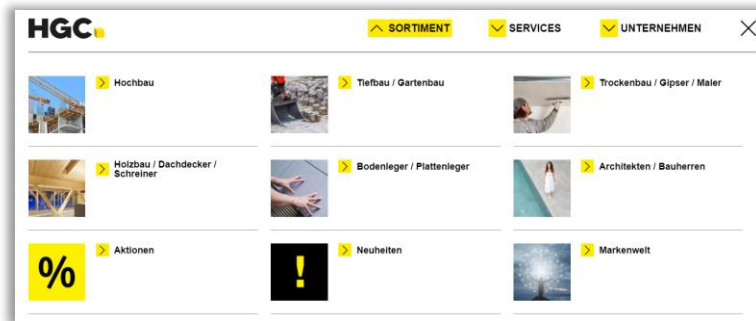 HGC
SORTIMENT
SERVICES
UNTERNEHMEN
Hochbau
Tiefbau / Gartenbau
Trockenbau / Gipser / Maler
Holzbau / Dachdecker /
Schreiner
Bodenleger / Plattenleger
Architekten / Bauherren
%
Aktionen
!
Neuheiten
Markenwelt